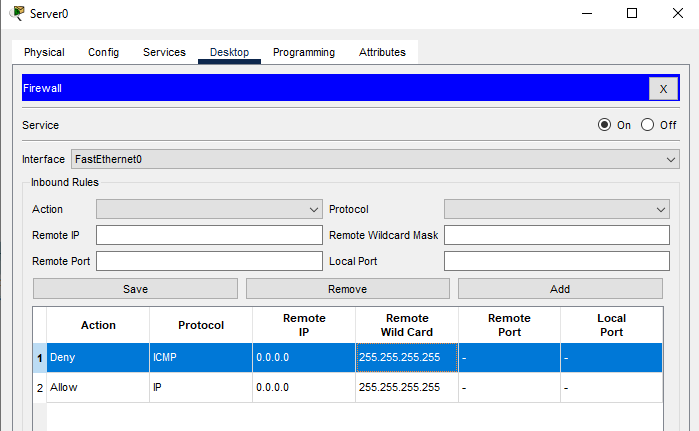 Server0
Physical Config Services Desktop Programming Attributes
Firewall X
Service On Off
Interface FastEthernet0
Inbound Rules
Action Protocol
Remote IP Remote Wildcard Mask
Remote Port Local Port
Save Remove Add
Action Protocol Remote IP Remote Wild Card Remote Port Local Port
1 Deny ICMP 0.0.0.0 255.255.255.255 - -
2 Allow IP 0.0.0.0 255.255.255.255 - -